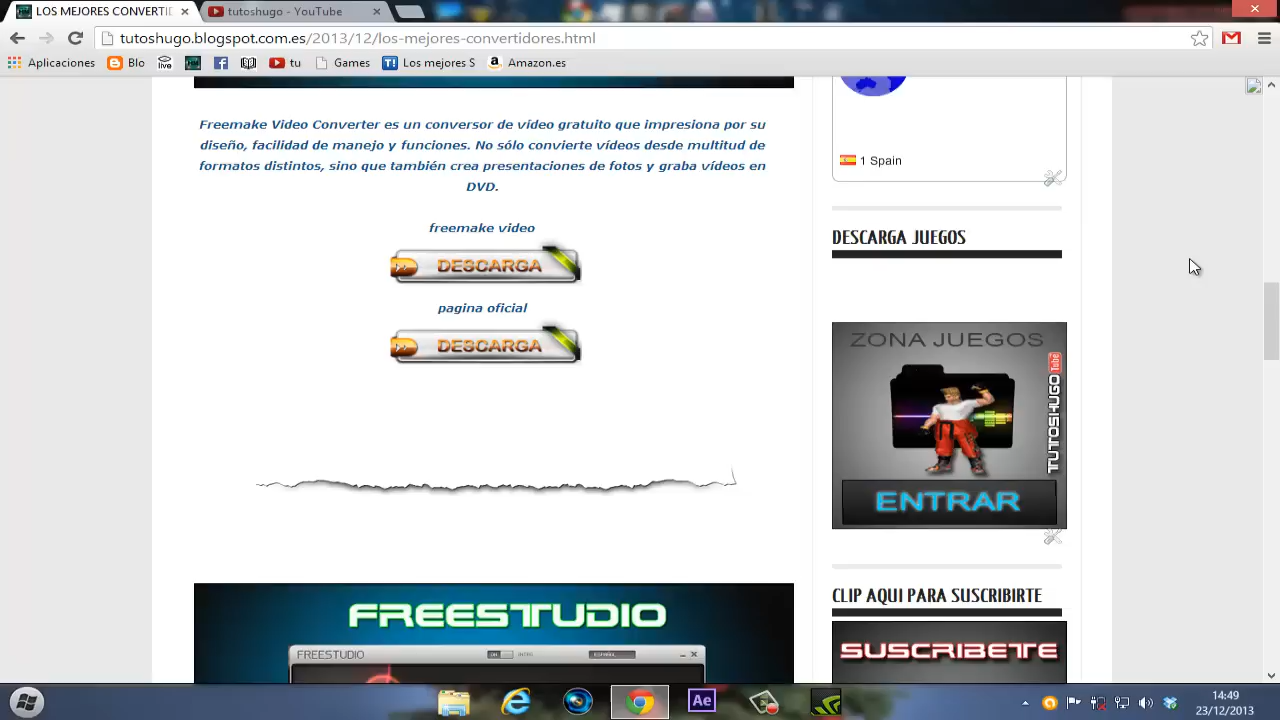 LOS MEJORES CONVERTID
tutoshugo - YouTube
tutoshugo.blogspot.com.es/2013/12/los-mejores-convertidores.html
Aplicaciones
Blo
live
tu
Games
Los mejores S
Amazon.es
Freemake Video Converter es un conversor de vídeo gratuito que impresiona por su
diseño, facilidad de manejo y funciones. No sólo convierte vídeos desde multitud de
formatos distintos, sino que también crea presentaciones de fotos y graba vídeos en
DVD.
freemake video
DESCARGA
pagina oficial
DESCARGA
FREESTUDIO
FREESTUDIO
ESPAÑOL
1 Spain
DESCARGA JUEGOS
ZONA JUEGOS
TUTOSHUGO
Tube
ENTRAR
CLIP AQUI PARA SUSCRIBIRTE
SUSCRIBETE
Ae
14:49
23/12/2013